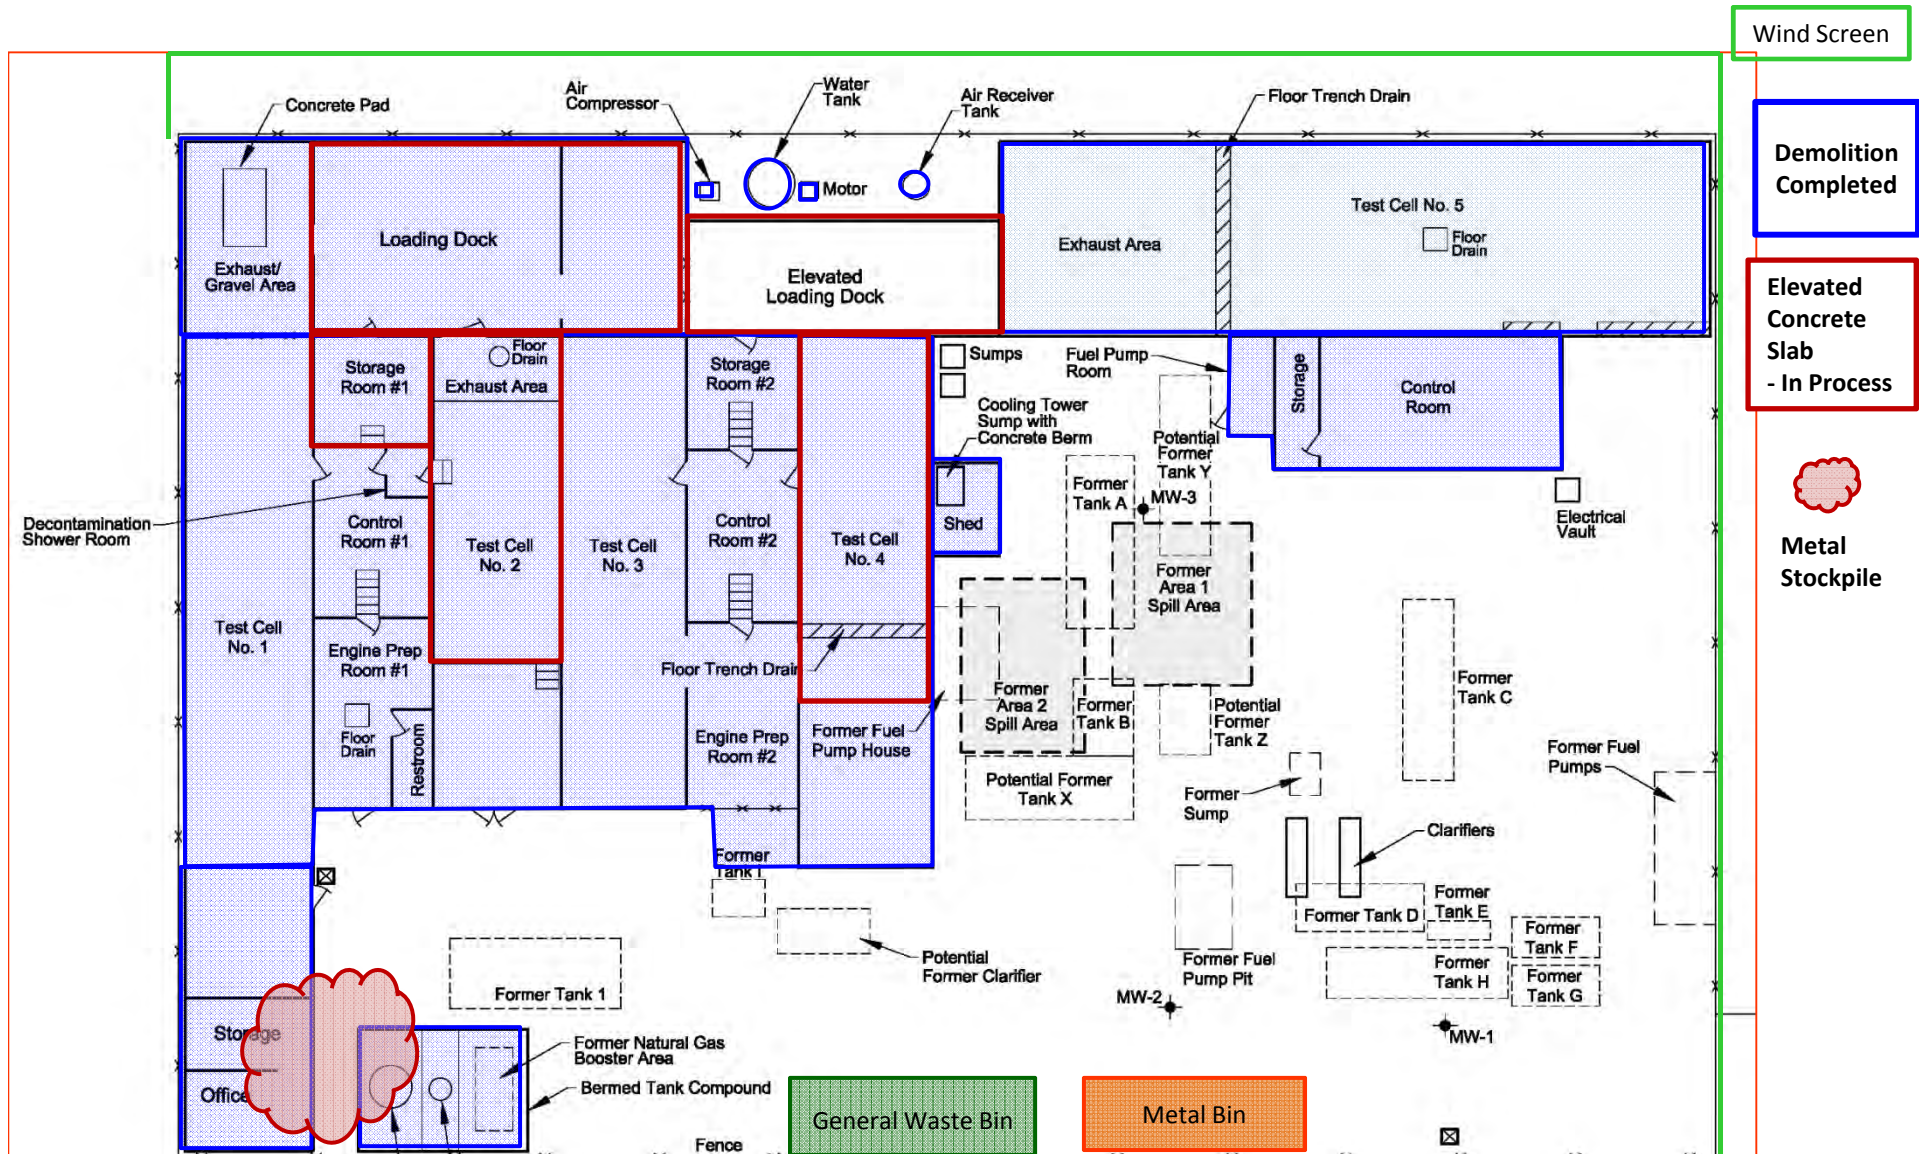 Wind Screen
Demolition
Completed
Elevated
Concrete
Slab
- In Process
Metal
Stockpile
Concrete Pad
Air
Compressor
Water
Tank
Air Receiver
Tank
Floor Trench Drain
Motor
Loading Dock
Exhaust/
Gravel Area
Elevated
Loading Dock
Exhaust Area
Test Cell No. 5
Floor
Drain
Storage
Room #1
Floor
Drain
Exhaust Area
Storage
Room #2
Sumps
Cooling Tower
Sump with
Concrete Berm
Fuel Pump
Room
Storage
Control
Room
Potential
Former
Tank Y
Former
Tank A
MW-3
Electrical
Vault
Decontamination
Shower Room
Control
Room #1
Test Cell
No. 2
Test Cell
No. 3
Control
Room #2
Test Cell
No. 4
Shed
Former
Area 1
Spill Area
Test Cell
No. 1
Engine Prep
Room #1
Floor Trench Drain
Former
Area 2
Spill Area
Former
Tank B
Potential
Former
Tank Z
Former
Tank C
Floor
Drain
Restroom
Engine Prep
Room #2
Former Fuel
Pump House
Potential Former
Tank X
Former
Sump
Former Fuel
Pumps
Clarifiers
Former
Tank I
Former Tank D
Former
Tank E
Former
Tank F
Former
Tank H
Former
Tank G
Former Fuel
Pump Pit
Potential
Former Clarifier
Former Tank 1
MW-2
MW-1
Storage
Office
Former Natural Gas
Booster Area
Bermed Tank Compound
General Waste Bin
Metal Bin
Fence